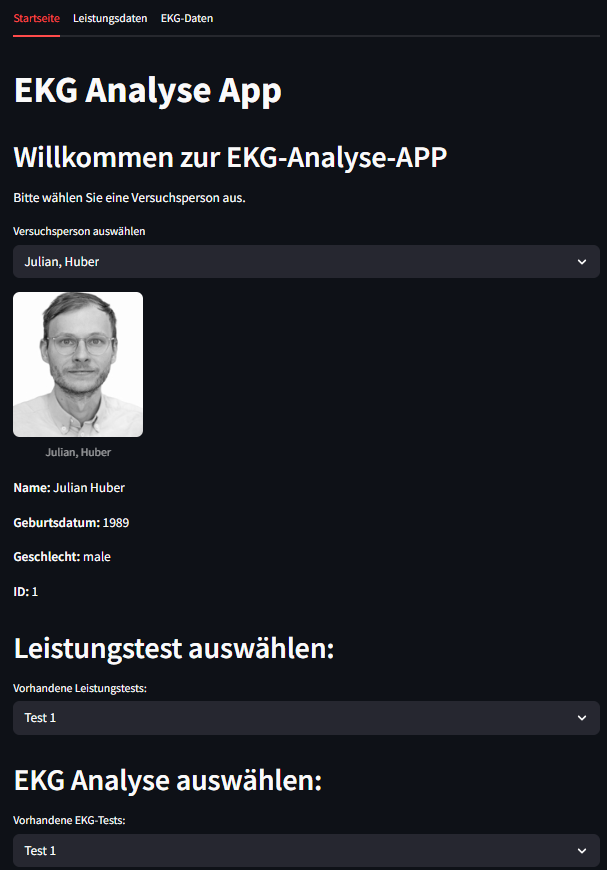 Startseite Leistungsdaten EKG-Daten
EKG Analyse App
Willkommen zur EKG-Analyse-APP
Bitte wählen Sie eine Versuchsperson aus.
Versuchsperson auswählen
Julian, Huber
Julian, Huber
Name: Julian Huber
Geburtsdatum: 1989
Geschlecht: male
ID: 1
Leistungstest auswählen:
Vorhandene Leistungstests:
Test 1
EKG Analyse auswählen:
Vorhandene EKG-Tests:
Test 1